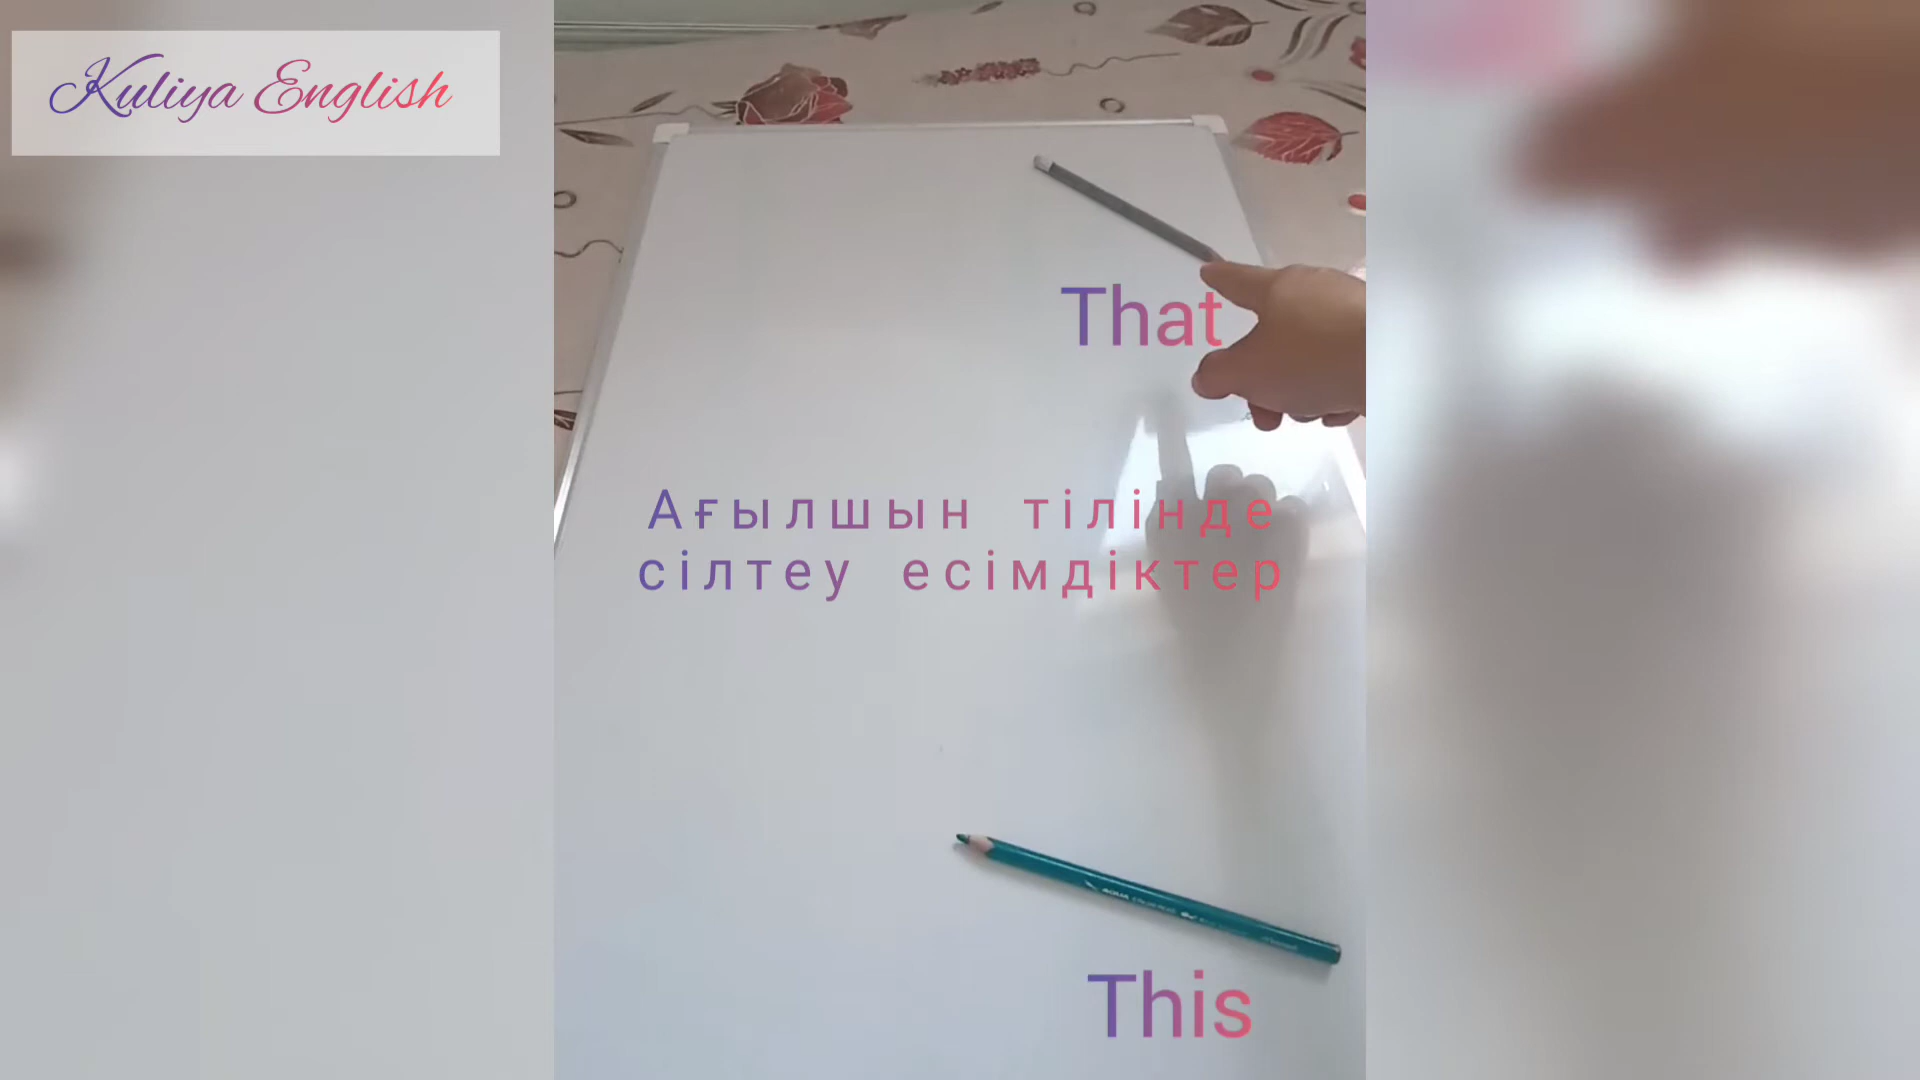 Kuliya English
That
Ағылшын тілінде
сілтеу есімдіктер
This